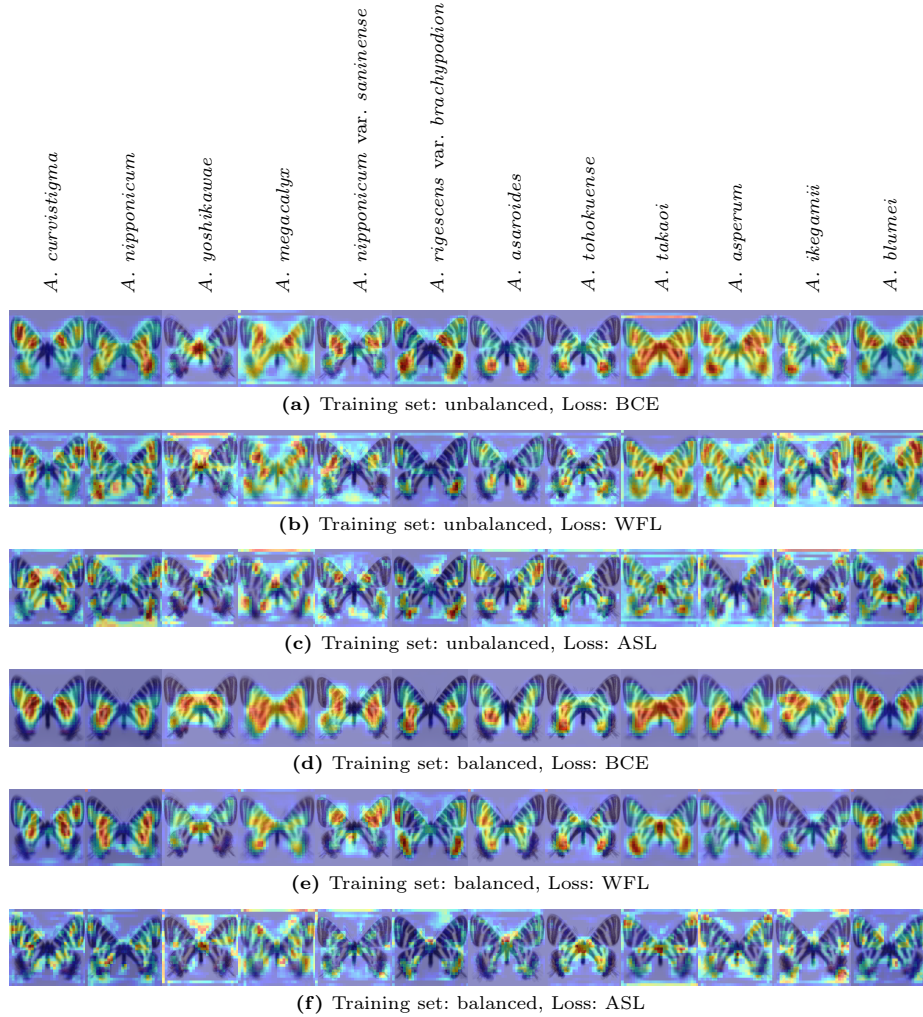 A. curvistigma
A. nipponicum
A. yoshikawae
A. megacalyx
A. nipponicum var. saninense
A. rigescens var. brachypodion
A. asaroides
A. tohokuense
A. takaoi
A. asperum
A. ikegamii
A. blumei
(a) Training set: unbalanced, Loss: BCE
(b) Training set: unbalanced, Loss: WFL
(c) Training set: unbalanced, Loss: ASL
(d) Training set: balanced, Loss: BCE
(e) Training set: balanced, Loss: WFL
(f) Training set: balanced, Loss: ASL